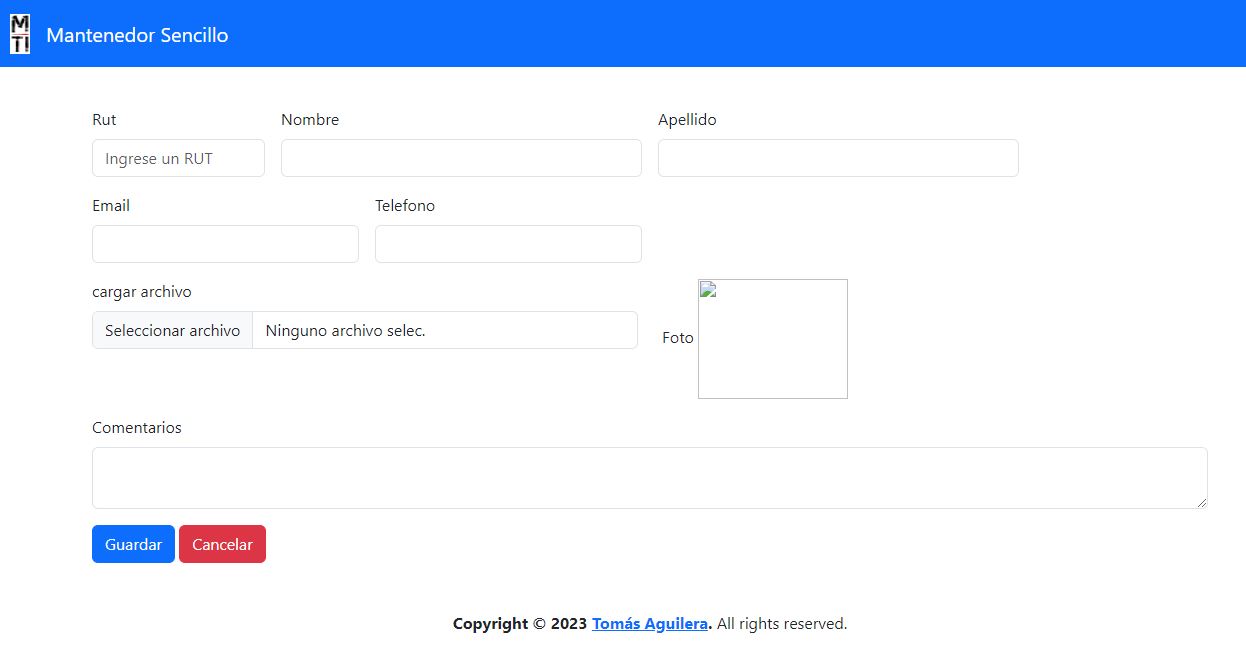 M
TI
Mantenedor Sencillo
Rut
Nombre
Apellido
Ingrese un RUT
Email
Telefono
cargar archivo
Seleccionar archivo
Ninguno archivo selec.
Foto
Comentarios
Guardar
Cancelar
Copyright © 2023 Tomás Aguilera. All rights reserved.